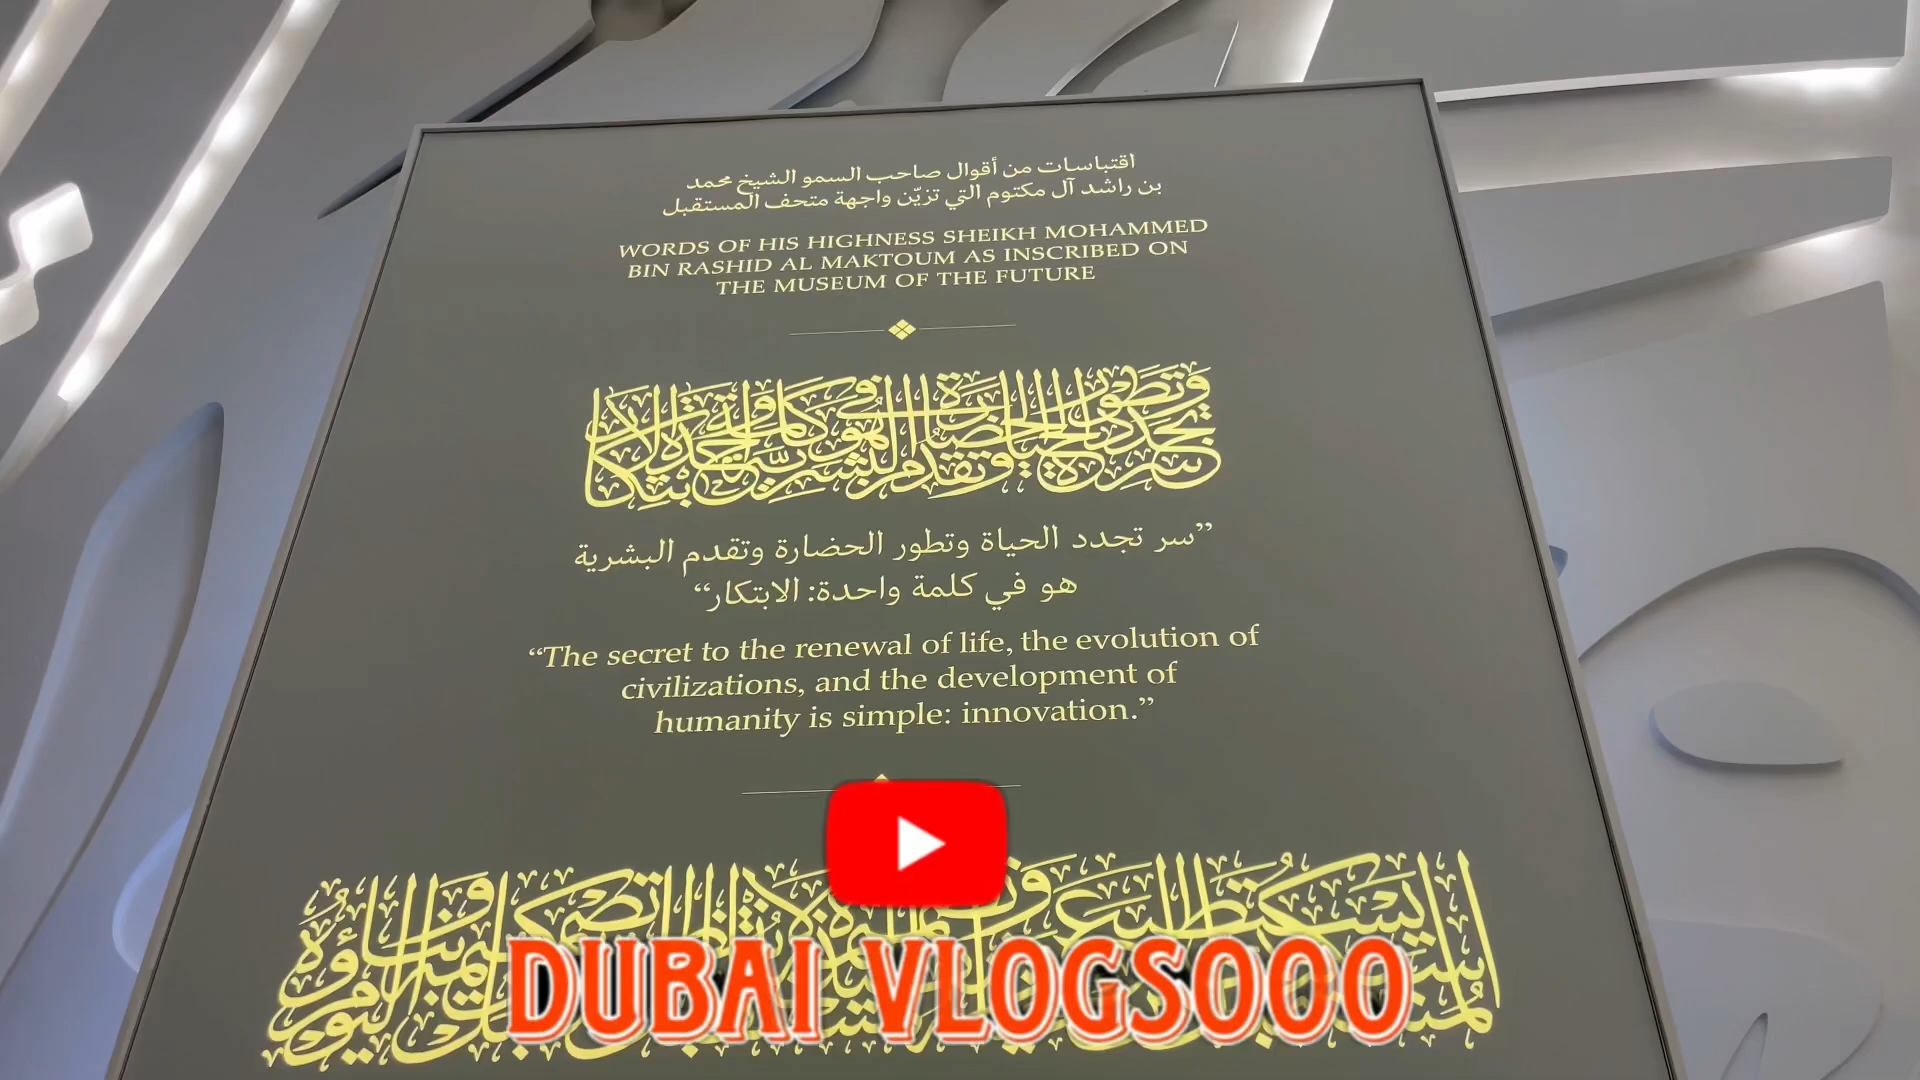 اقتباسات من أقوال صاحب السمو الشيخ محمد
بن راشد آل مكتوم التي تزيّن واجهة متحف المستقبل
WORDS OF HIS HIGHNESS SHEIKH MOHAMMED
BIN RASHID AL MAKTOUM AS INSCRIBED ON
THE MUSEUM OF THE FUTURE
”سر تجدد الحياة وتطور الحضارة وتقدم البشرية
هو في كلمة واحدة: الابتكار“
“The secret to the renewal of life, the evolution of
civilizations, and the development of
humanity is simple: innovation.”
DUBAI VLOGSOOO